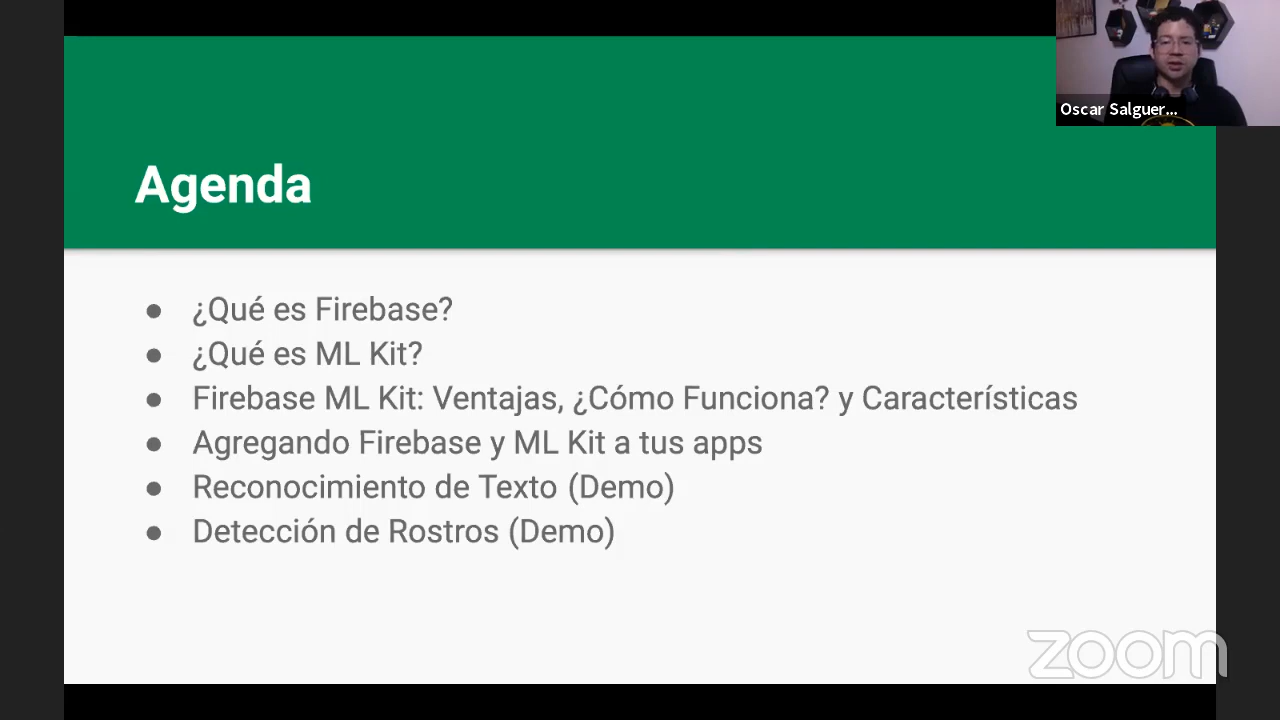 Oscar Salguer...
Agenda
● ¿Qué es Firebase?
● ¿Qué es ML Kit?
● Firebase ML Kit: Ventajas, ¿Cómo Funciona? y Características
● Agregando Firebase y ML Kit a tus apps
● Reconocimiento de Texto (Demo)
● Detección de Rostros (Demo)
zoom